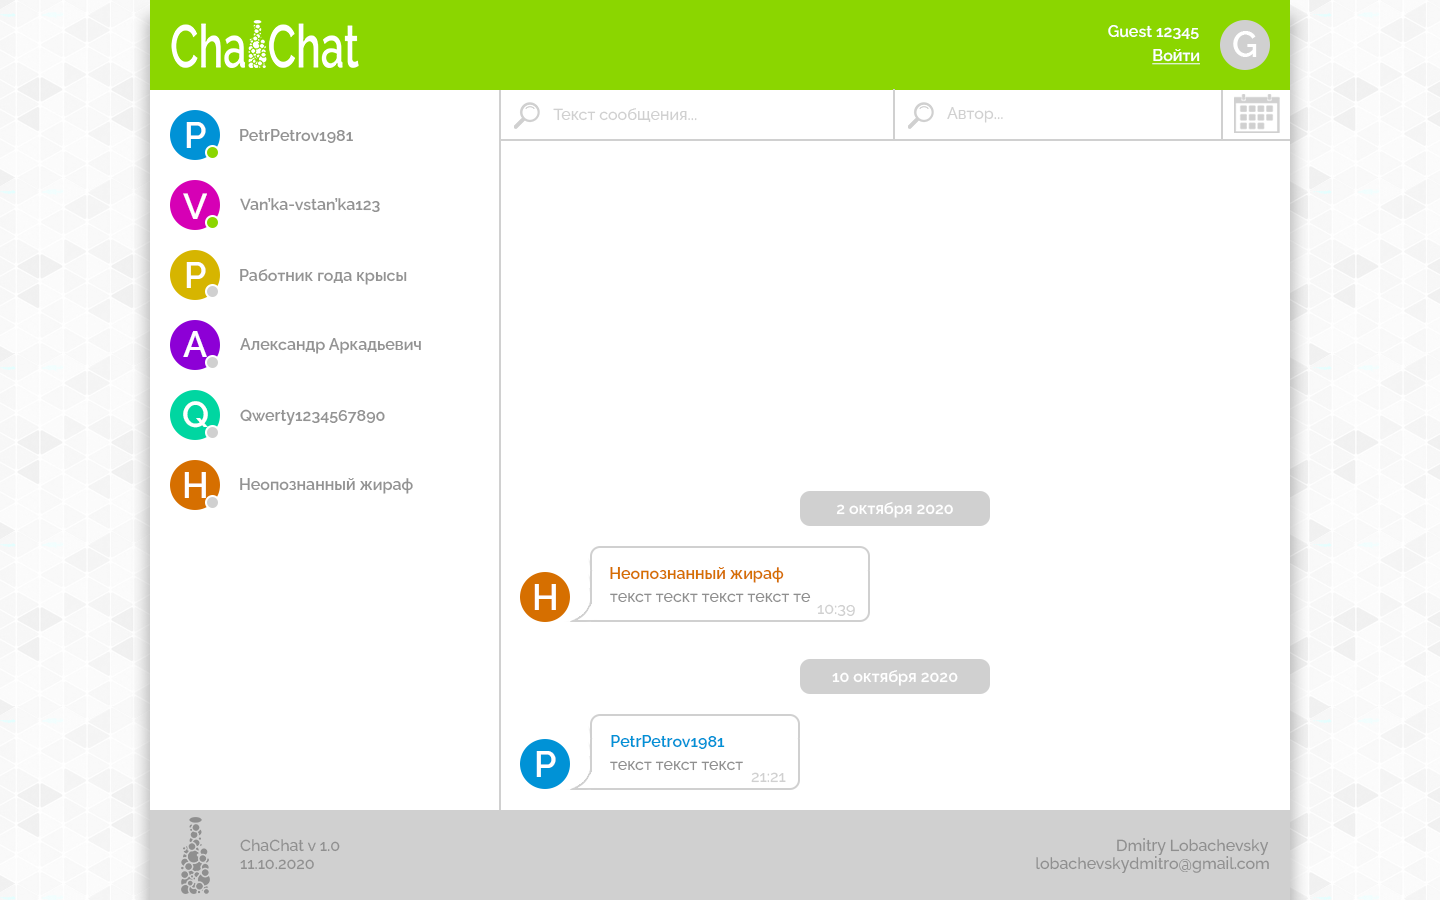 ChaChat
Guest 12345
Войти
G
P
PetrPetrov1981
V
Van'ka-vstan'ka123
Р
Работник года крысы
А
Александр Аркадьевич
Q
Qwerty1234567890
Н
Неопознанный жираф
Текст сообщения...
Автор...
2 октября 2020
Н
Неопознанный жираф
текст тескт текст текст те
10:39
10 октября 2020
P
PetrPetrov1981
текст текст текст
21:21
ChaChat v 1.0
11.10.2020
Dmitry Lobachevsky
lobachevskydmitro@gmail.com